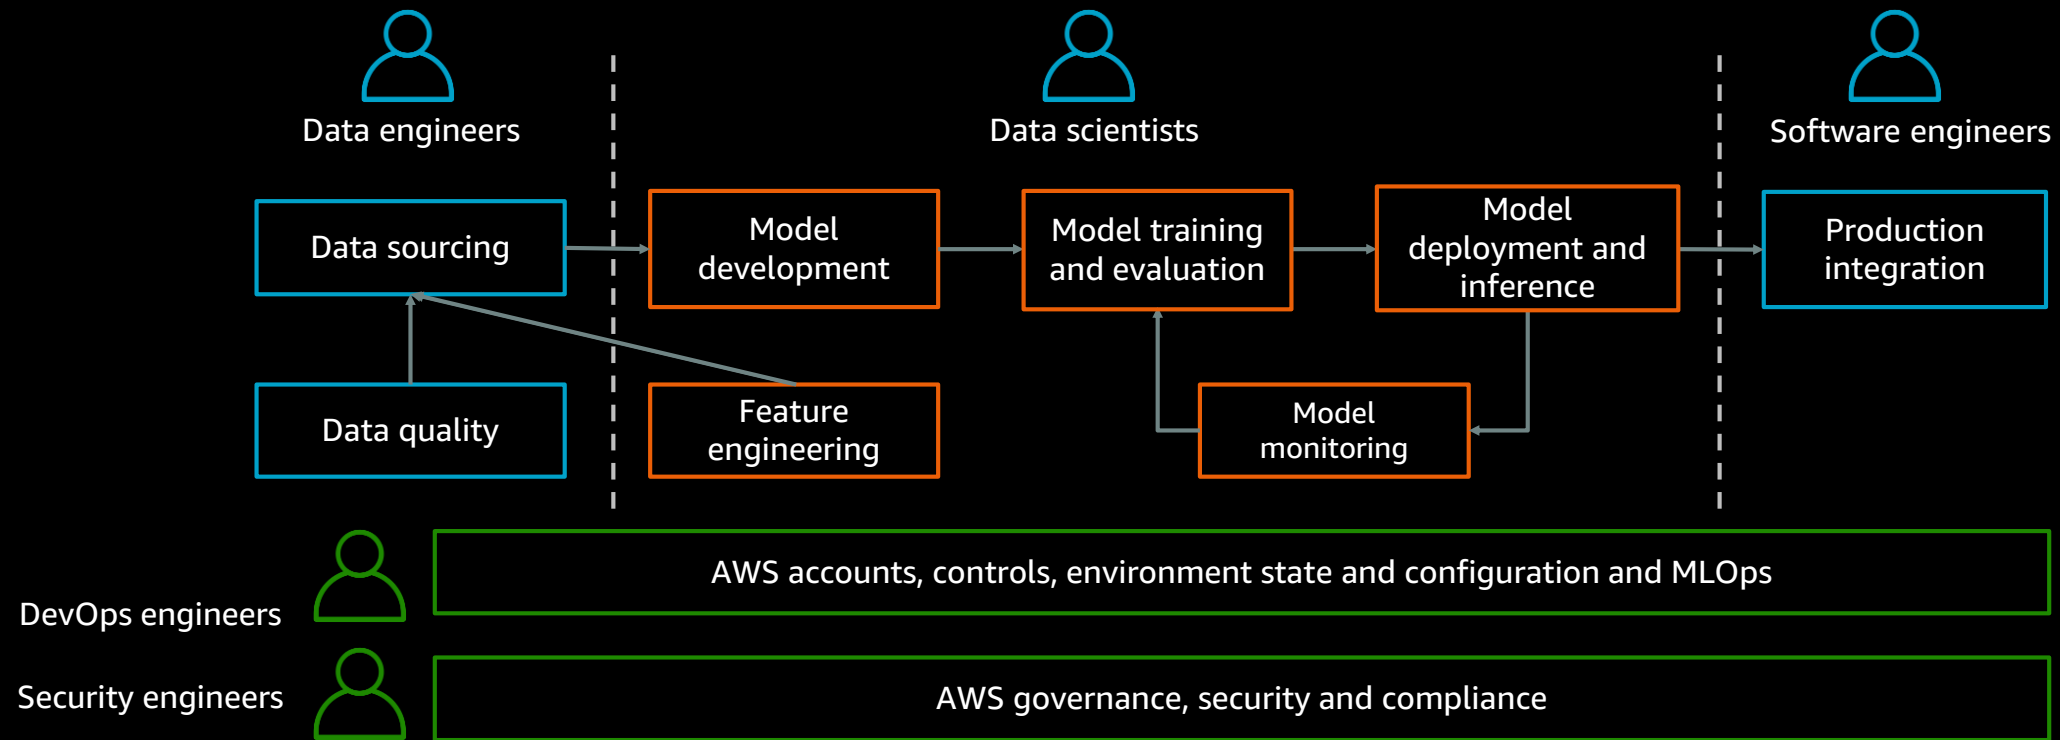 Data engineers
Data scientists
Software engineers
Data sourcing
Model
development
Model training
and evaluation
Model
deployment and
inference
Production
integration
Data quality
Feature
engineering
Model
monitoring
DevOps engineers
AWS accounts, controls, environment state and configuration and MLOps
Security engineers
AWS governance, security and compliance